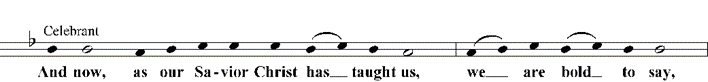 Celebrant
And now, as our Sa-vior Christ has__ taught us, we__ are bold__ to say,